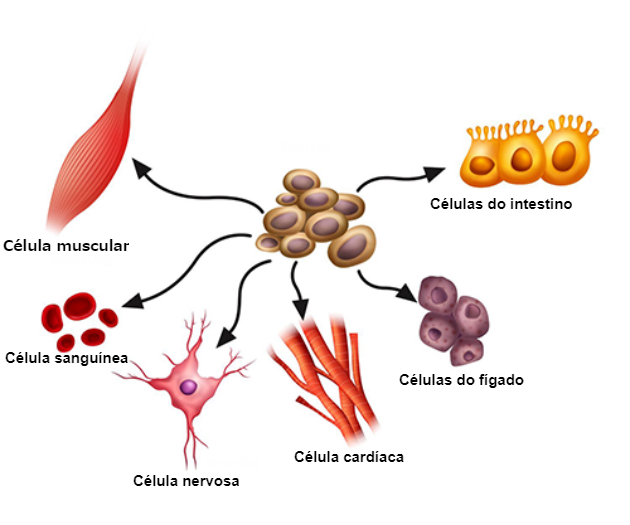 Células do intestino
Célula muscular
Célula sanguínea
Células do fígado
Célula cardíaca
Célula nervosa